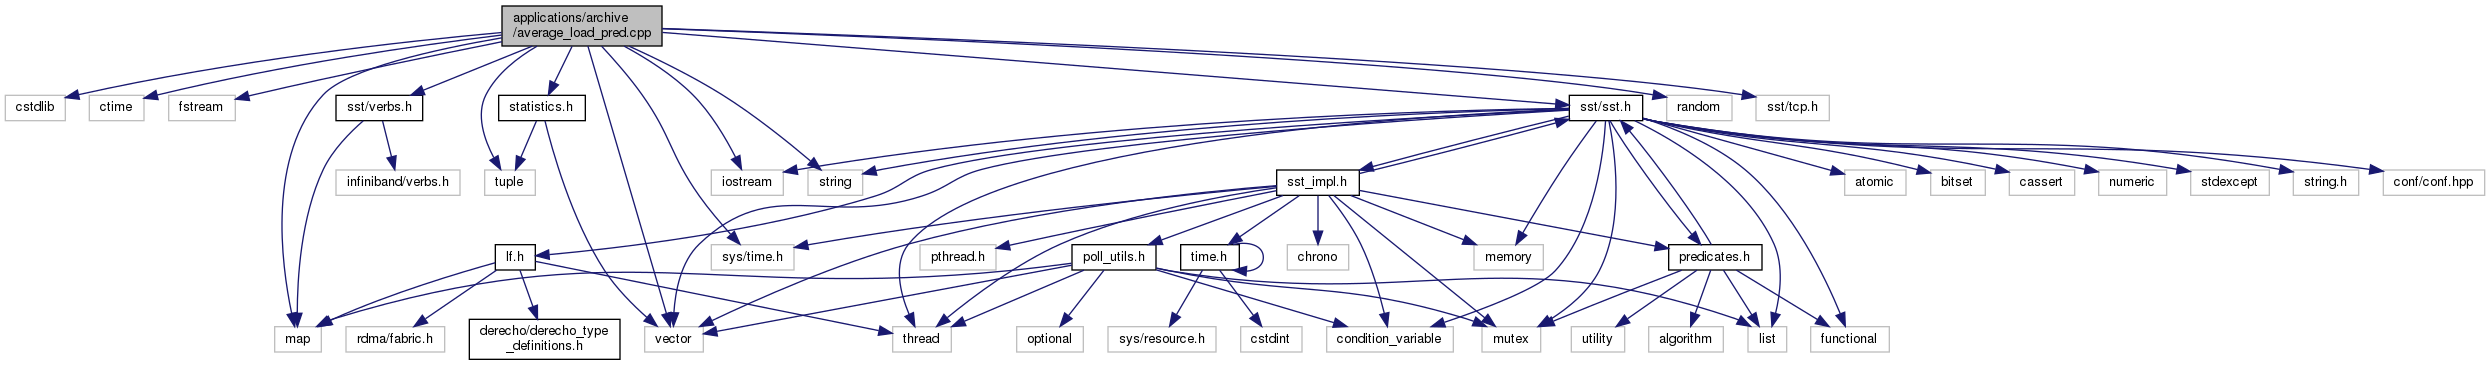 applications/archive
/average_load_pred.cpp
cstdlib
ctime
fstream
sst/verbs.h
statistics.h
sst/sst.h
random
sst/tcp.h
infiniband/verbs.h
tuple
iostream
string
sst_impl.h
atomic
bitset
cassert
numeric
stdexcept
string.h
conf/conf.hpp
lf.h
sys/time.h
pthread.h
poll_utils.h
time.h
chrono
memory
predicates.h
map
rdma/fabric.h
derecho/derecho_type
_definitions.h
vector
thread
optional
sys/resource.h
cstdint
condition_variable
mutex
utility
algorithm
list
functional